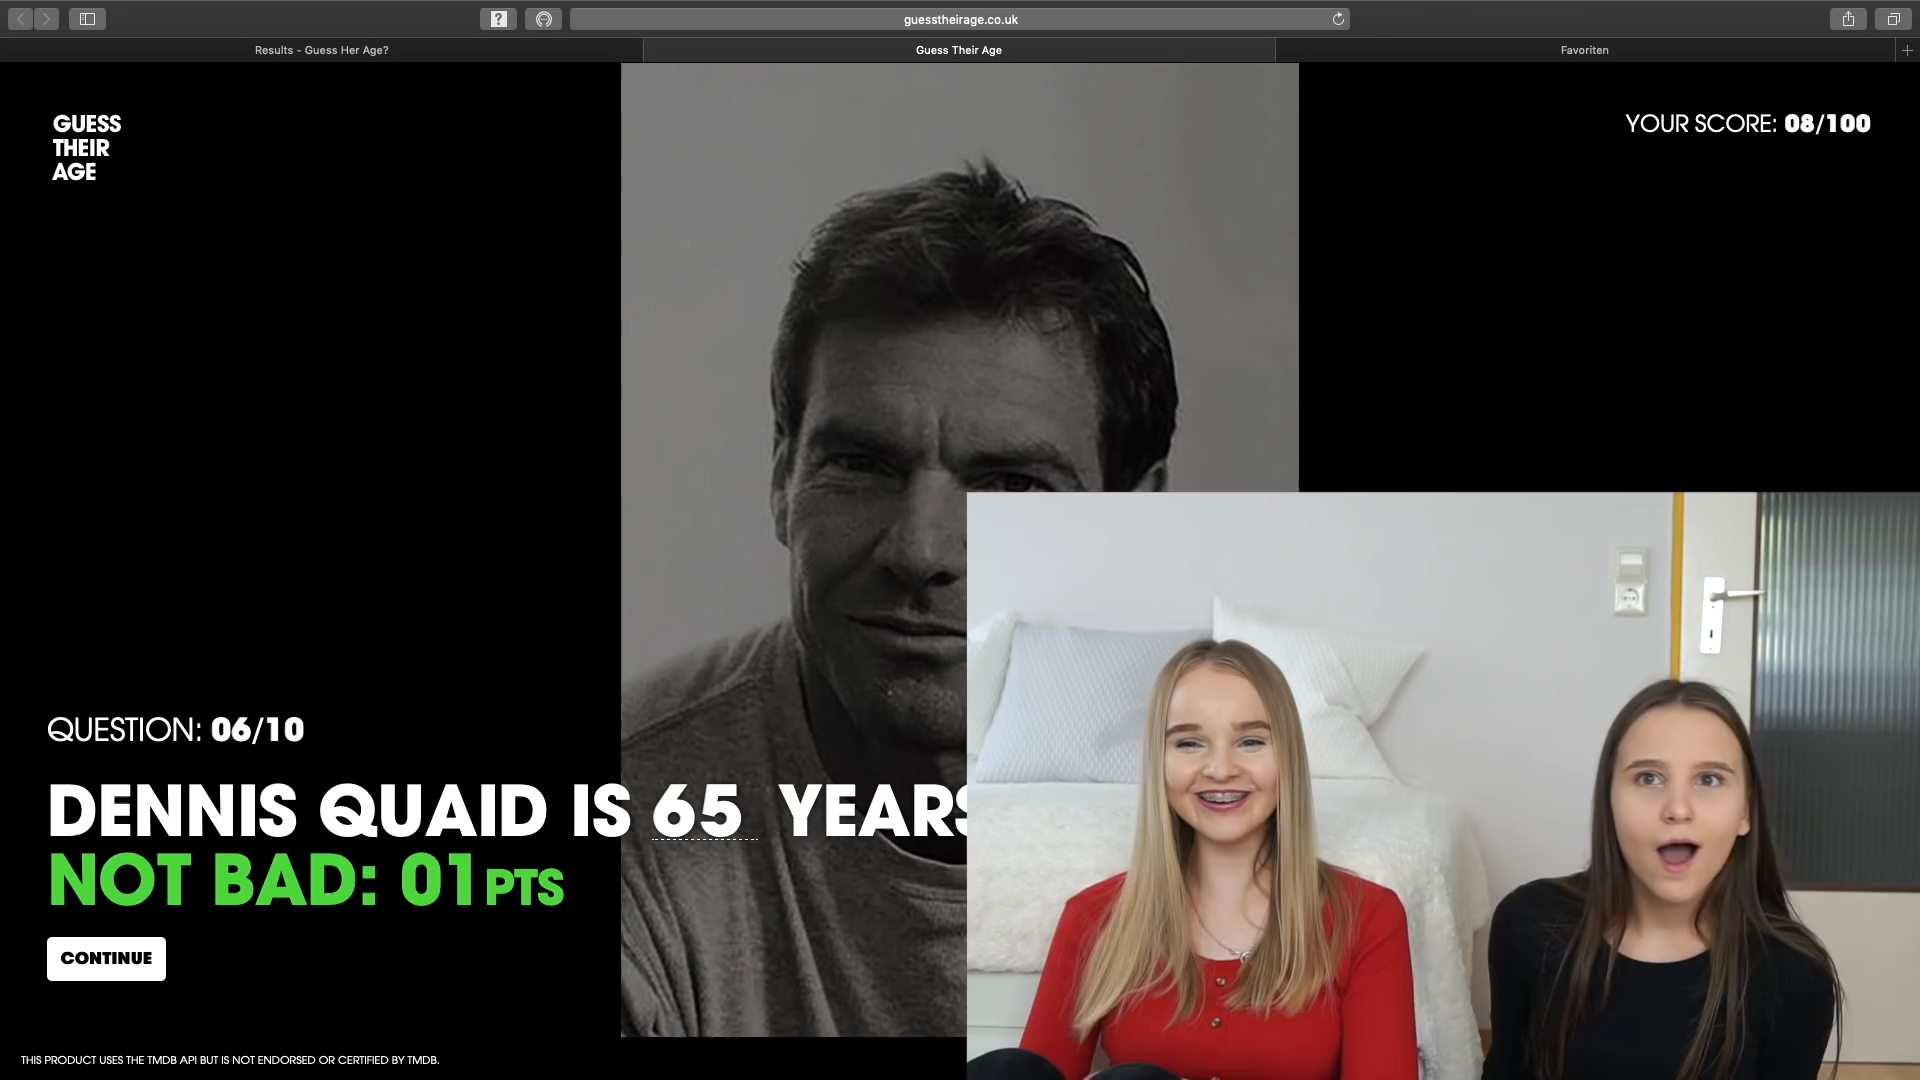 guesstheirage.co.uk
Results - Guess Her Age?
Guess Their Age
Favoriten
GUESS
THEIR
AGE
YOUR SCORE: 08/100
QUESTION: 06/10
DENNIS QUAID IS 65 YEARS
NOT BAD: 01PTS
CONTINUE
THIS PRODUCT USES THE TMDB API BUT IS NOT ENDORSED OR CERTIFIED BY TMDB.